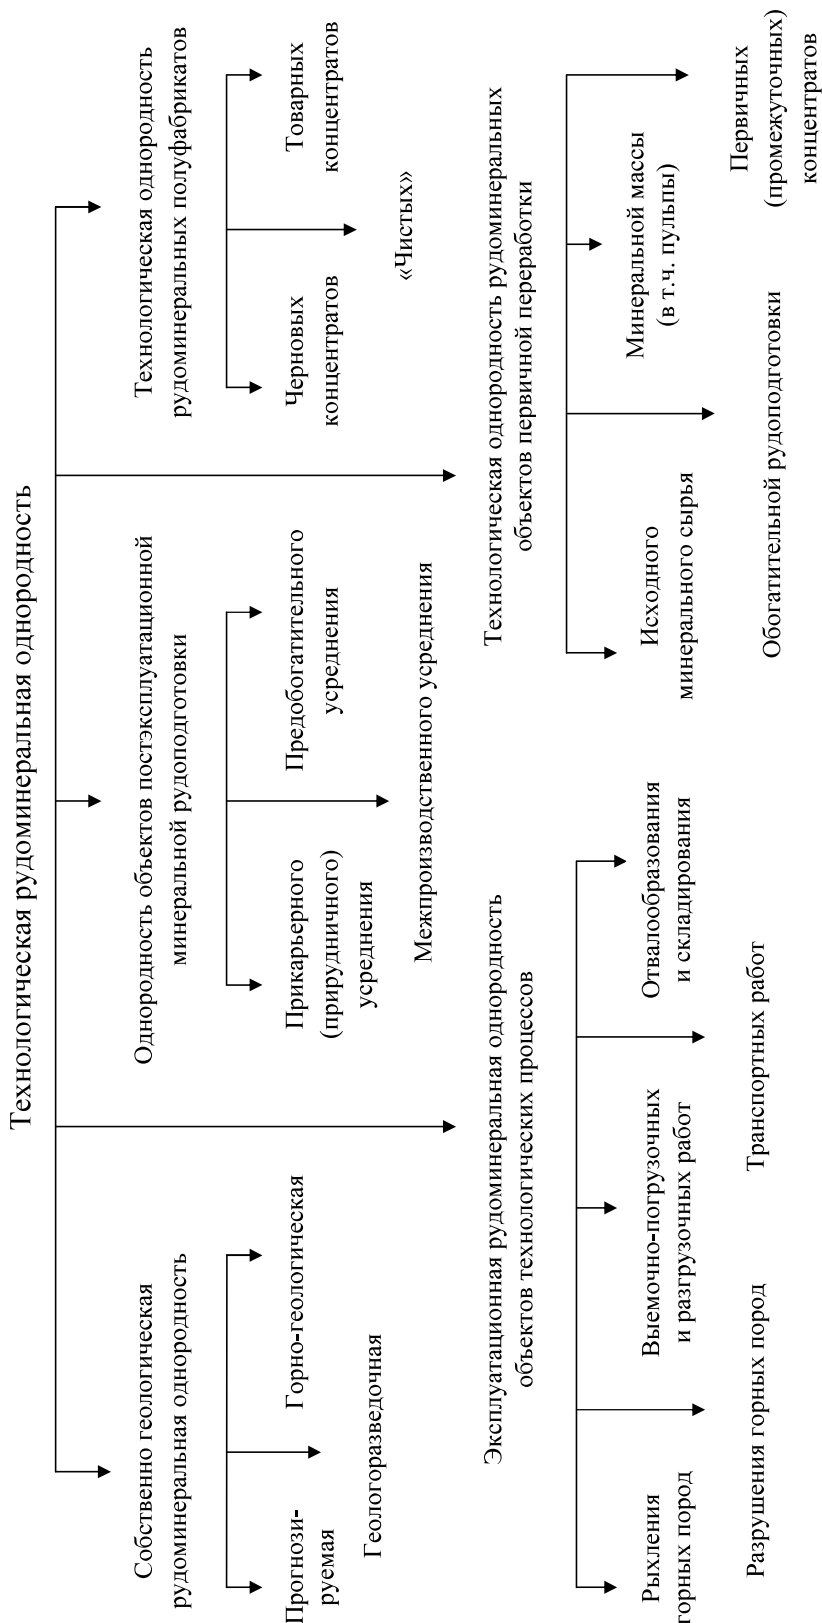 Технологическая рудоминеральная однородность
Собственно геологическая
рудоминеральная однородность
Прогнози-
руемая
Геологоразведочная
Горно-геологическая
Однородность объектов постэксплуатационной
минеральной рудоподготовки
Прикарьерного
(прирудничного)
усреднения
Межпроизводственного усреднения
Предобогатительного
усреднения
Технологическая однородность
рудоминеральных полуфабрикатов
Черновых
концентратов
«Чистых»
Товарных
концентратов
Эксплуатационная рудоминеральная однородность
объектов технологических процессов
Рыхления
горных пород
Разрушения горных пород
Выемочно-погрузочных
и разгрузочных работ
Транспортных работ
Отвалообразования
и складирования
Технологическая однородность рудоминеральных
объектов первичной переработки
Исходного
минерального сырья
Обогатительной рудоподготовки
Минеральной массы
(в т.ч. пульпы)
Первичных
(промежуточных)
концентратов